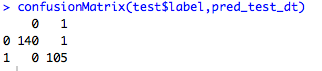 > confusionMatrix(test$label,pred_test_dt)
    0   1
0 140   1
1   0 105